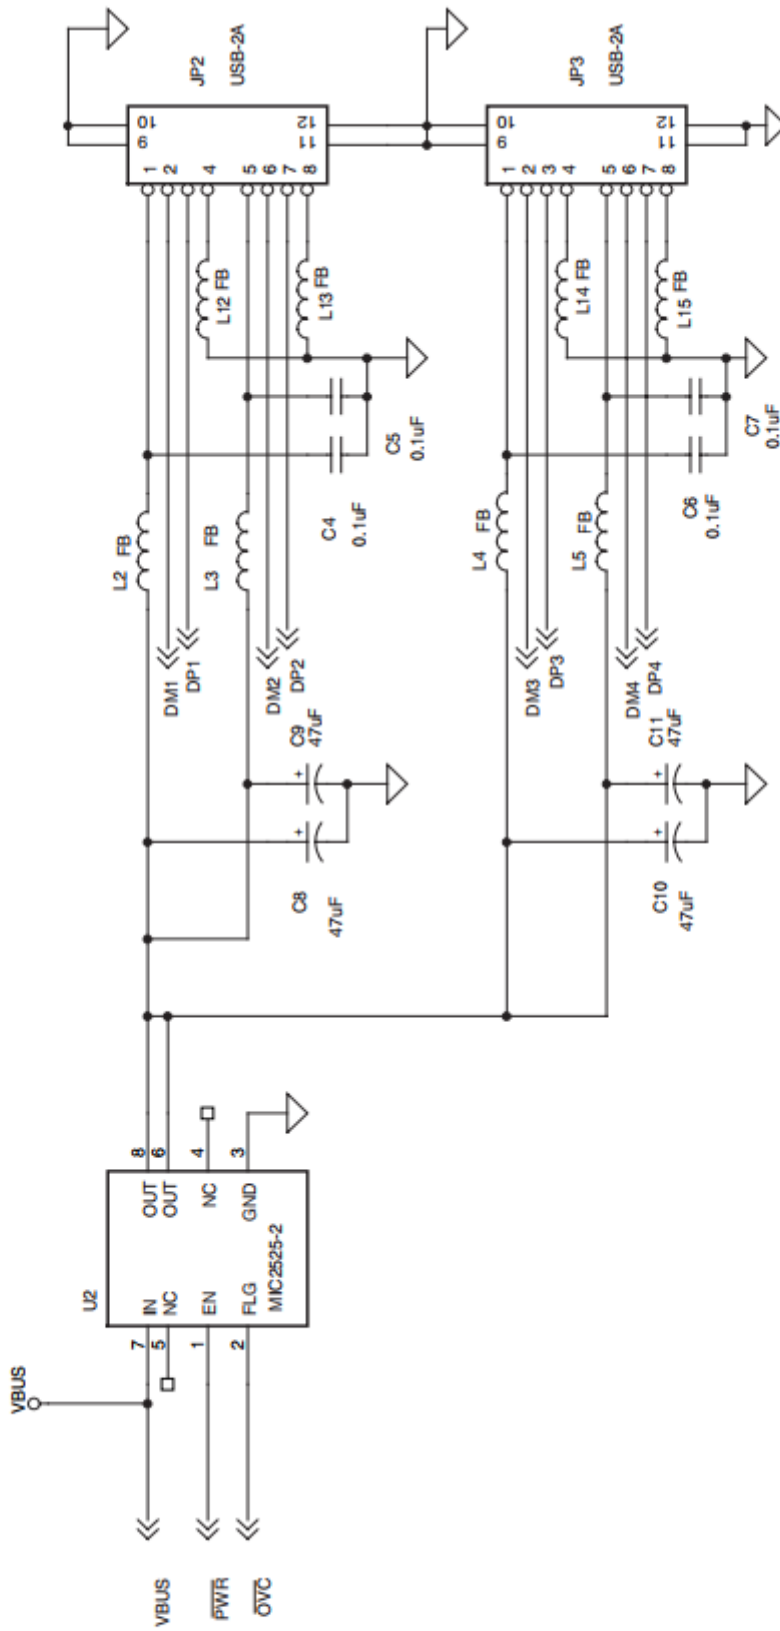 JP2
USB-2A
JP3
USB-2A
10
9
12
11
10
9
12
11
1
2
3
4
5
6
7
8
1
2
3
4
5
6
7
8
L12 FB
L13 FB
L14 FB
L15 FB
C5
0.1uF
C4
0.1uF
C7
0.1uF
C6
0.1uF
L2
FB
L3
FB
L4
FB
L5
FB
DM1
DP1
DM2
DP2
DM3
DP3
DM4
DP4
C9
47uF
+
C8
47uF
+
C11
47uF
+
C10
47uF
+
8
6
4
3
OUT
OUT
NC
GND
U2
MIC2525-2
IN
NC
EN
FLG
7
5
1
2
VBUS
VBUS
PWR
OVC